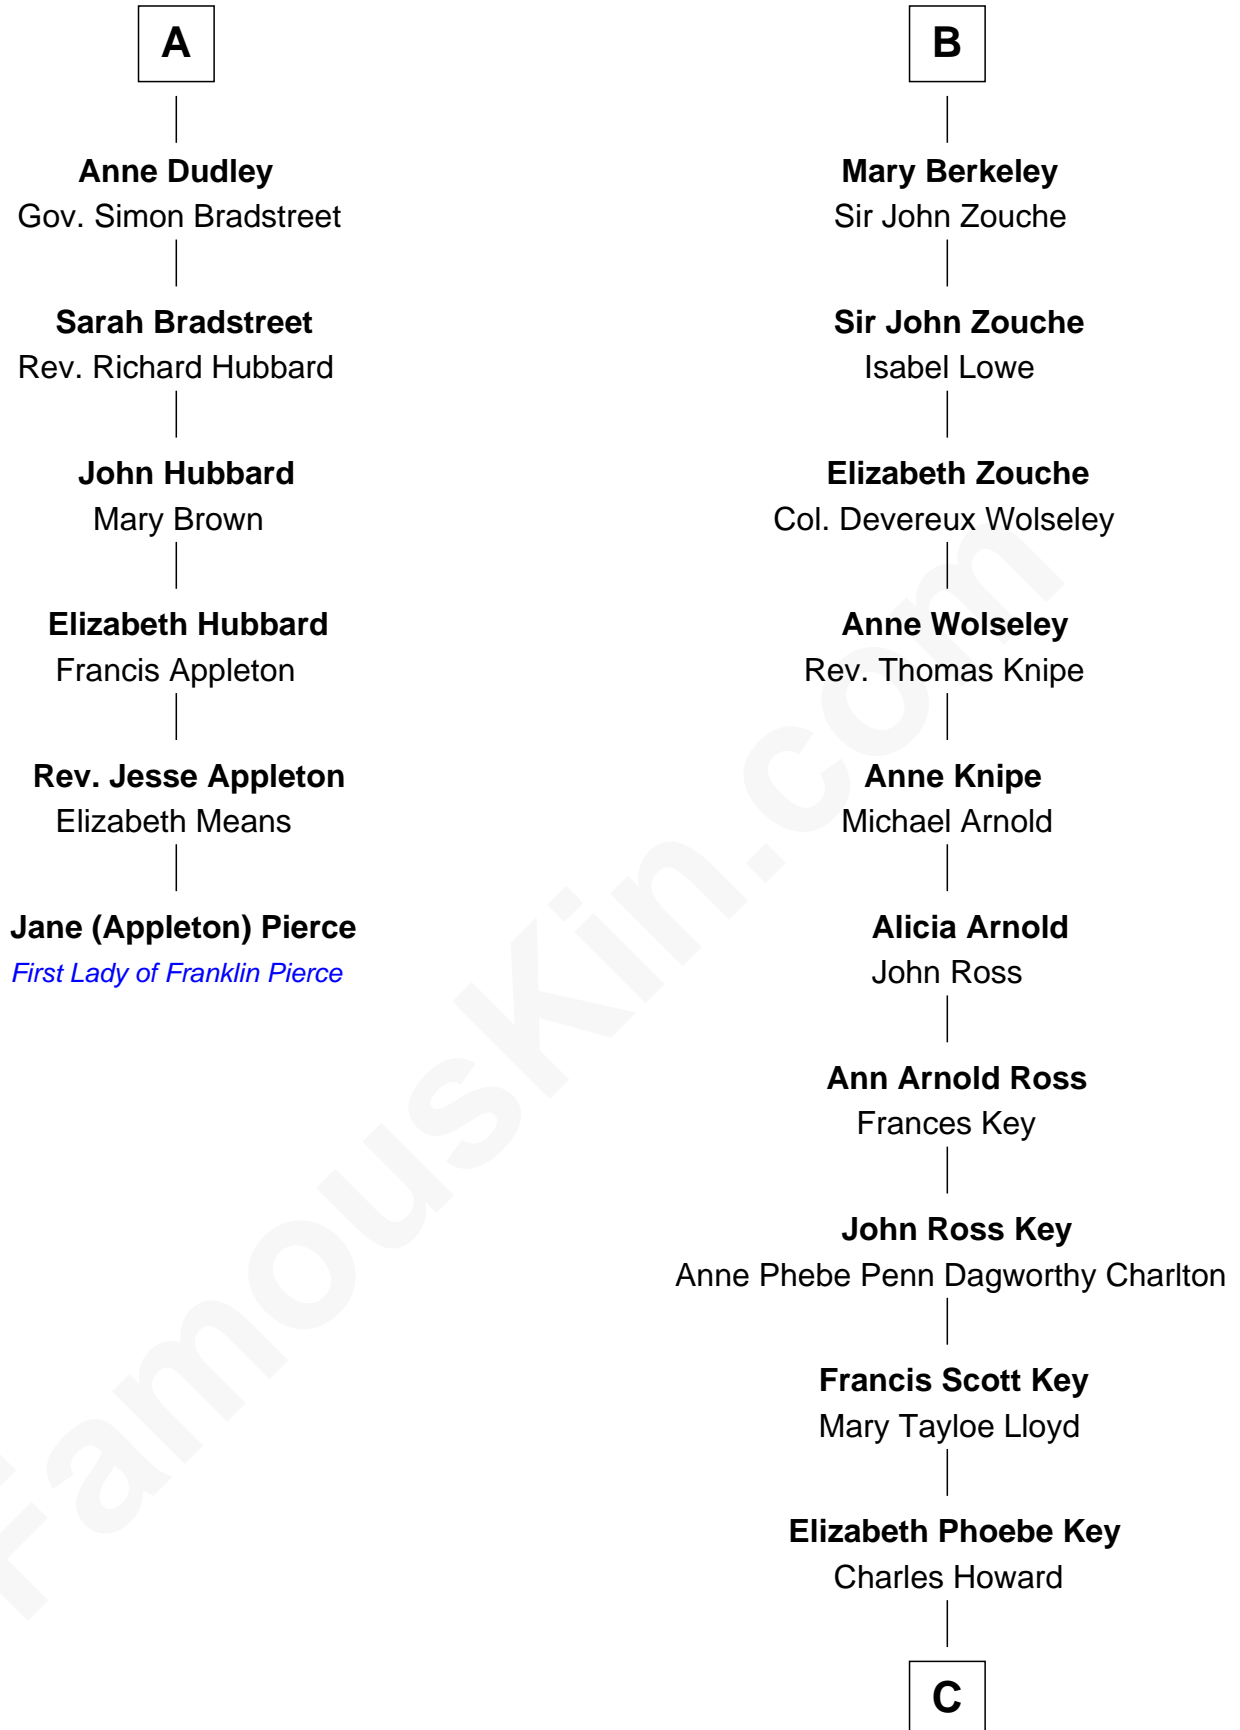 A
Anne Dudley
Gov. Simon Bradstreet
Sarah Bradstreet
Rev. Richard Hubbard
John Hubbard
Mary Brown
Elizabeth Hubbard
Francis Appleton
Rev. Jesse Appleton
Elizabeth Means
Jane (Appleton) Pierce
First Lady of Franklin Pierce
B
Mary Berkeley
Sir John Zouche
Sir John Zouche
Isabel Lowe
Elizabeth Zouche
Col. Devereux Wolseley
Anne Wolseley
Rev. Thomas Knipe
Anne Knipe
Michael Arnold
Alicia Arnold
John Ross
Ann Arnold Ross
Frances Key
John Ross Key
Anne Phebe Penn Dagworthy Charlton
Francis Scott Key
Mary Tayloe Lloyd
Elizabeth Phoebe Key
Charles Howard
C
FamousKin.com